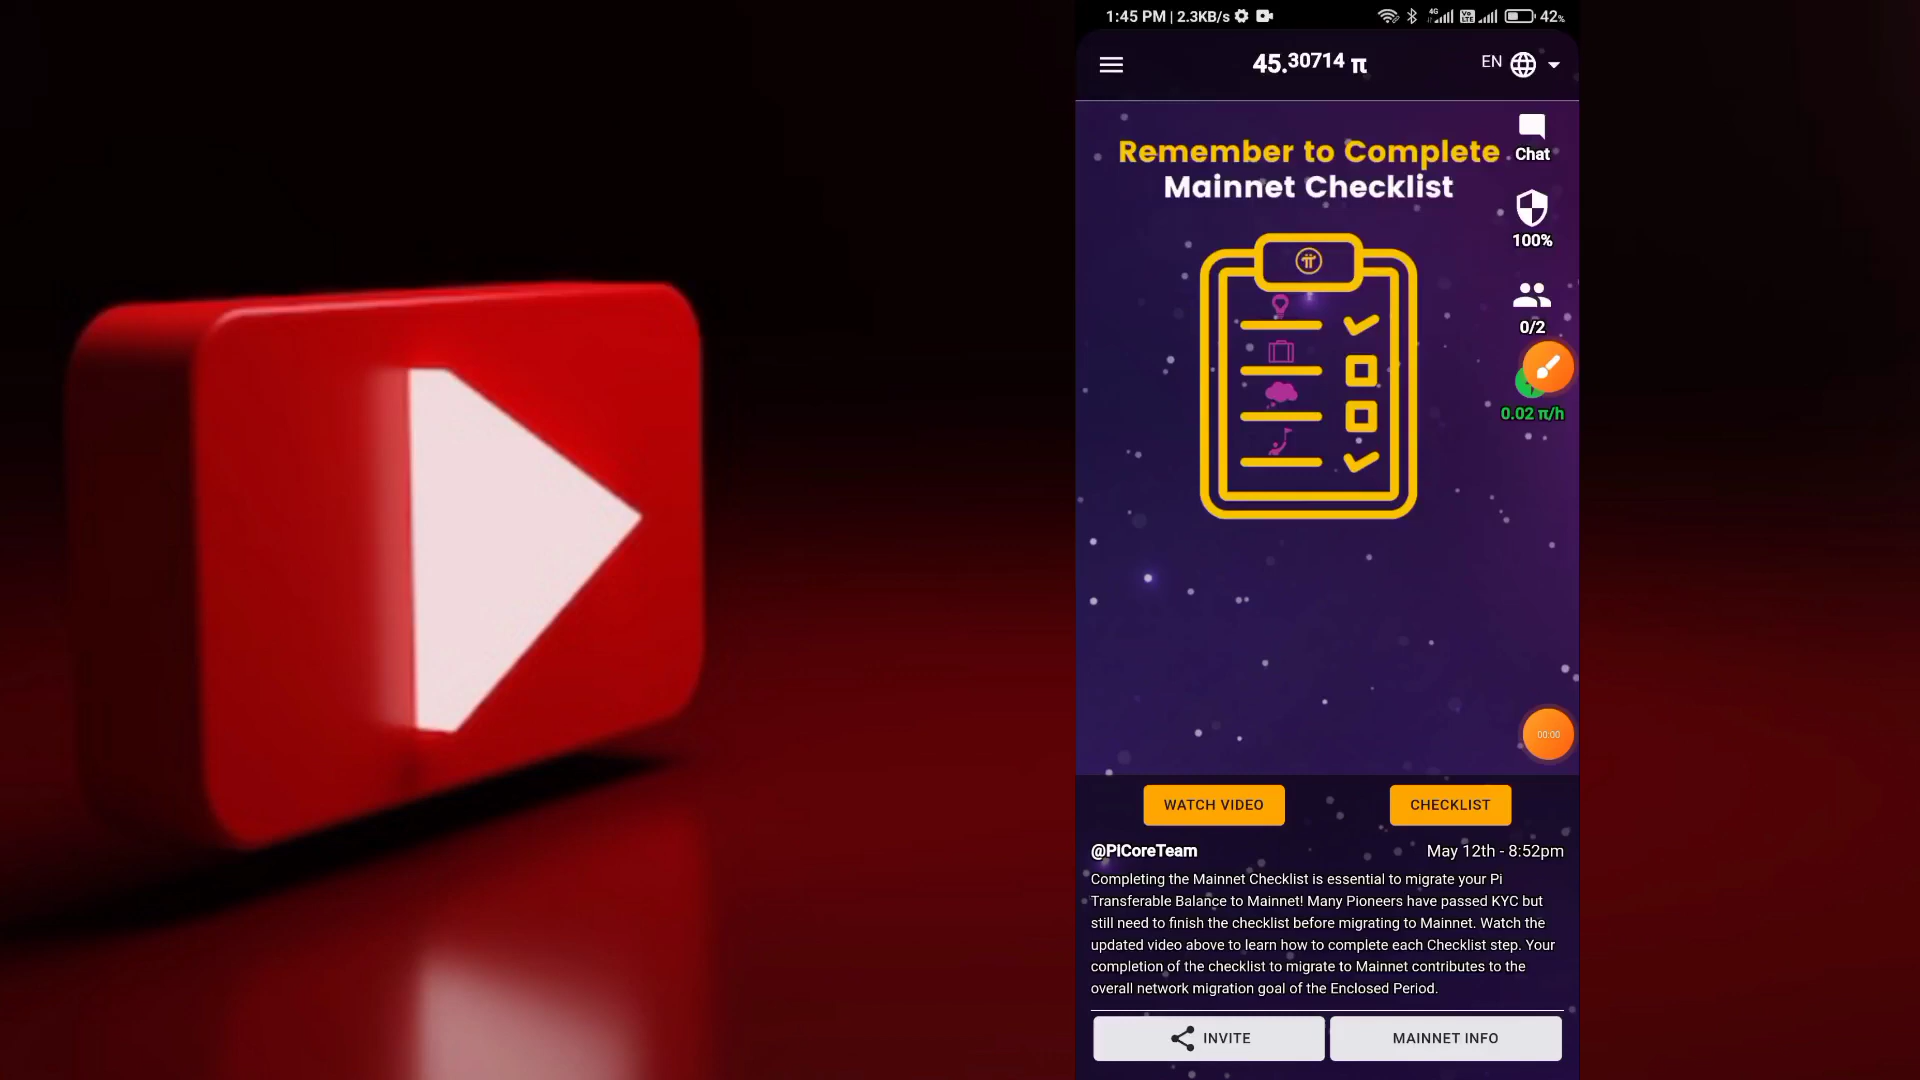 1:45 PM | 2.3KB/s 4G Vo LTE 42%
45.30714 π EN
Remember to Complete
Mainnet Checklist
Chat
100%
0/2
0.02 π/h
00:00
WATCH VIDEO CHECKLIST
@PiCoreTeam May 12th - 8:52pm
Completing the Mainnet Checklist is essential to migrate your Pi
Transferable Balance to Mainnet! Many Pioneers have passed KYC but
still need to finish the checklist before migrating to Mainnet. Watch the
updated video above to learn how to complete each Checklist step. Your
completion of the checklist to migrate to Mainnet contributes to the
overall network migration goal of the Enclosed Period.
INVITE MAINNET INFO